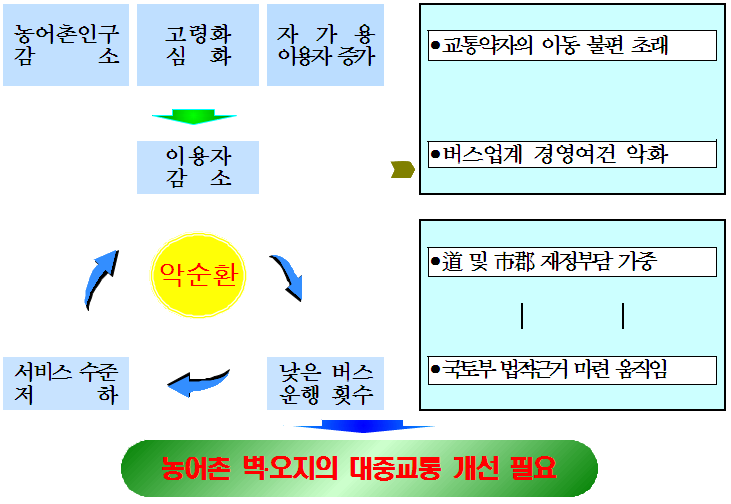 농어촌인구
감 소
고령화
심 화
자 가 용
이용자 증가
이용자
감 소
악순환
서비스 수준
저 하
낮은 버스
운행 횟수
●교통약자의 이동 불편 초래
●버스업계 경영여건 악화
●道 및 市郡 재정부담 가중
●국토부 법적근거 마련 움직임
농어촌 벽·오지의 대중교통 개선 필요